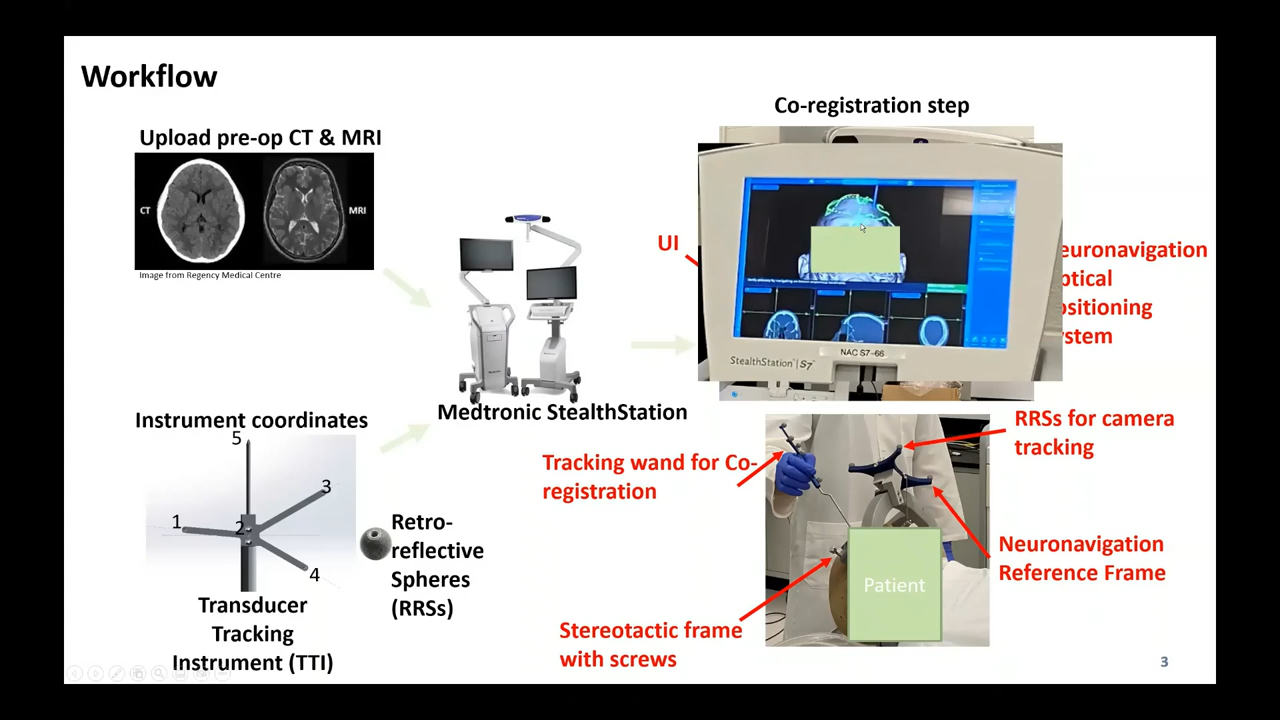 Workflow
Upload pre-op CT & MRI
CT
MRI
Image from Regency Medical Centre
Instrument coordinates
5
3
1
2
4
Transducer
Tracking
Instrument (TTI)
Retro-
reflective
Spheres
(RRSs)
Medtronic StealthStation
Co-registration step
UI
euronavigation
ptical
ositioning
ystem
NAC S7-66
StealthStation S7
Tracking wand for Co-
registration
RRSs for camera
tracking
Neuronavigation
Reference Frame
Patient
Stereotactic frame
with screws
3